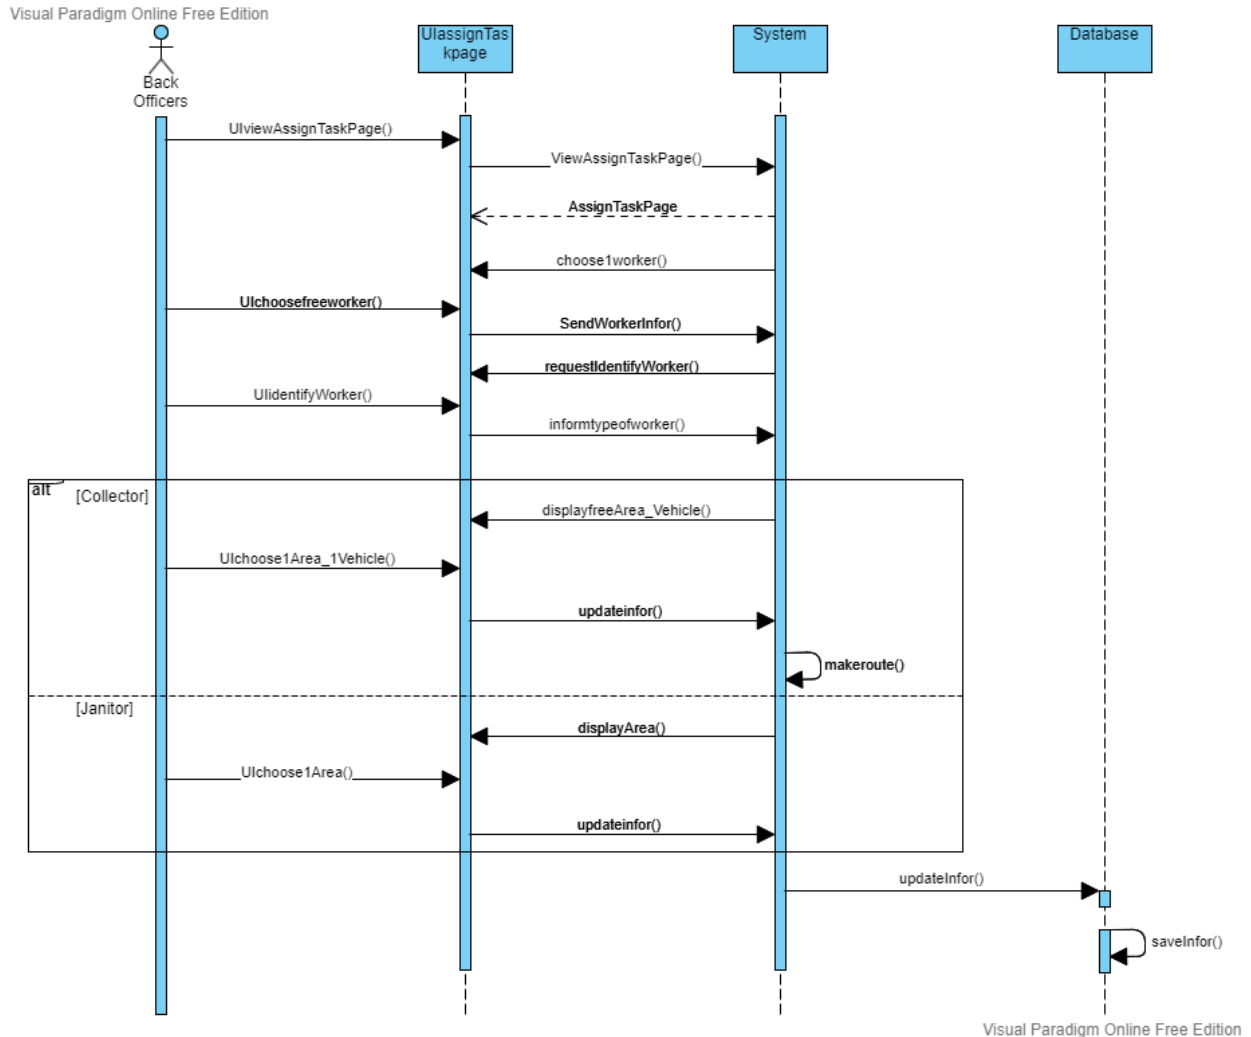 Visual Paradigm Online Free Edition
UIassignTas
kpage
System
Database
Back
Officers
UIviewAssignTaskPage()
ViewAssignTaskPage()
AssignTaskPage
choose1worker()
UIchoosefreeworker()
SendWorkerInfor()
requestIdentifyWorker()
UIidentifyWorker()
informtypeofworker()
alt
[Collector]
displayfreeArea_Vehicle()
UIchoose1Area_1Vehicle()
updateinfor()
makeroute()
[Janitor]
displayArea()
UIchoose1Area()
updateinfor()
updateInfor()
saveInfor()
Visual Paradigm Online Free Edition